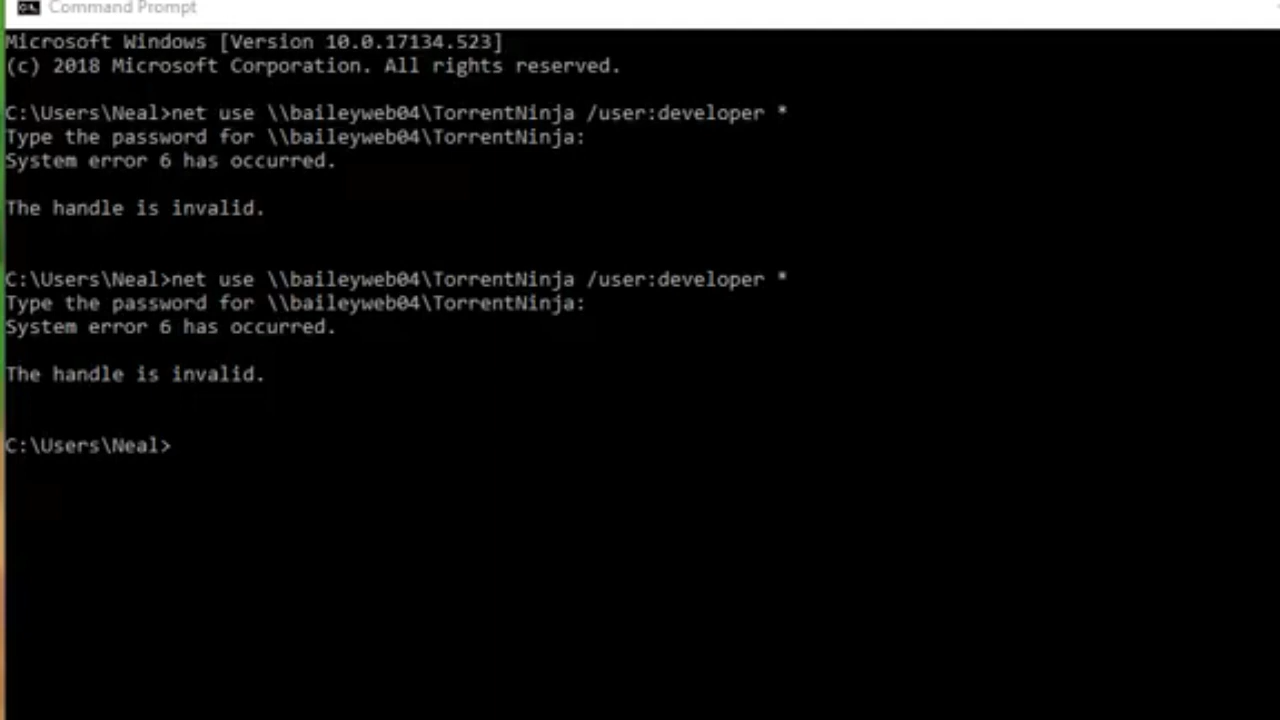 Command Prompt
Microsoft Windows [Version 10.0.17134.523]
(c) 2018 Microsoft Corporation. All rights reserved.
C:\Users\Neal>net use \\baileyweb04\TorrentNinja /user:developer *
Type the password for \\baileyweb04\TorrentNinja:
System error 6 has occurred.
The handle is invalid.
C:\Users\Neal>net use \\baileyweb04\TorrentNinja /user:developer *
Type the password for \\baileyweb04\TorrentNinja:
System error 6 has occurred.
The handle is invalid.
C:\Users\Neal>